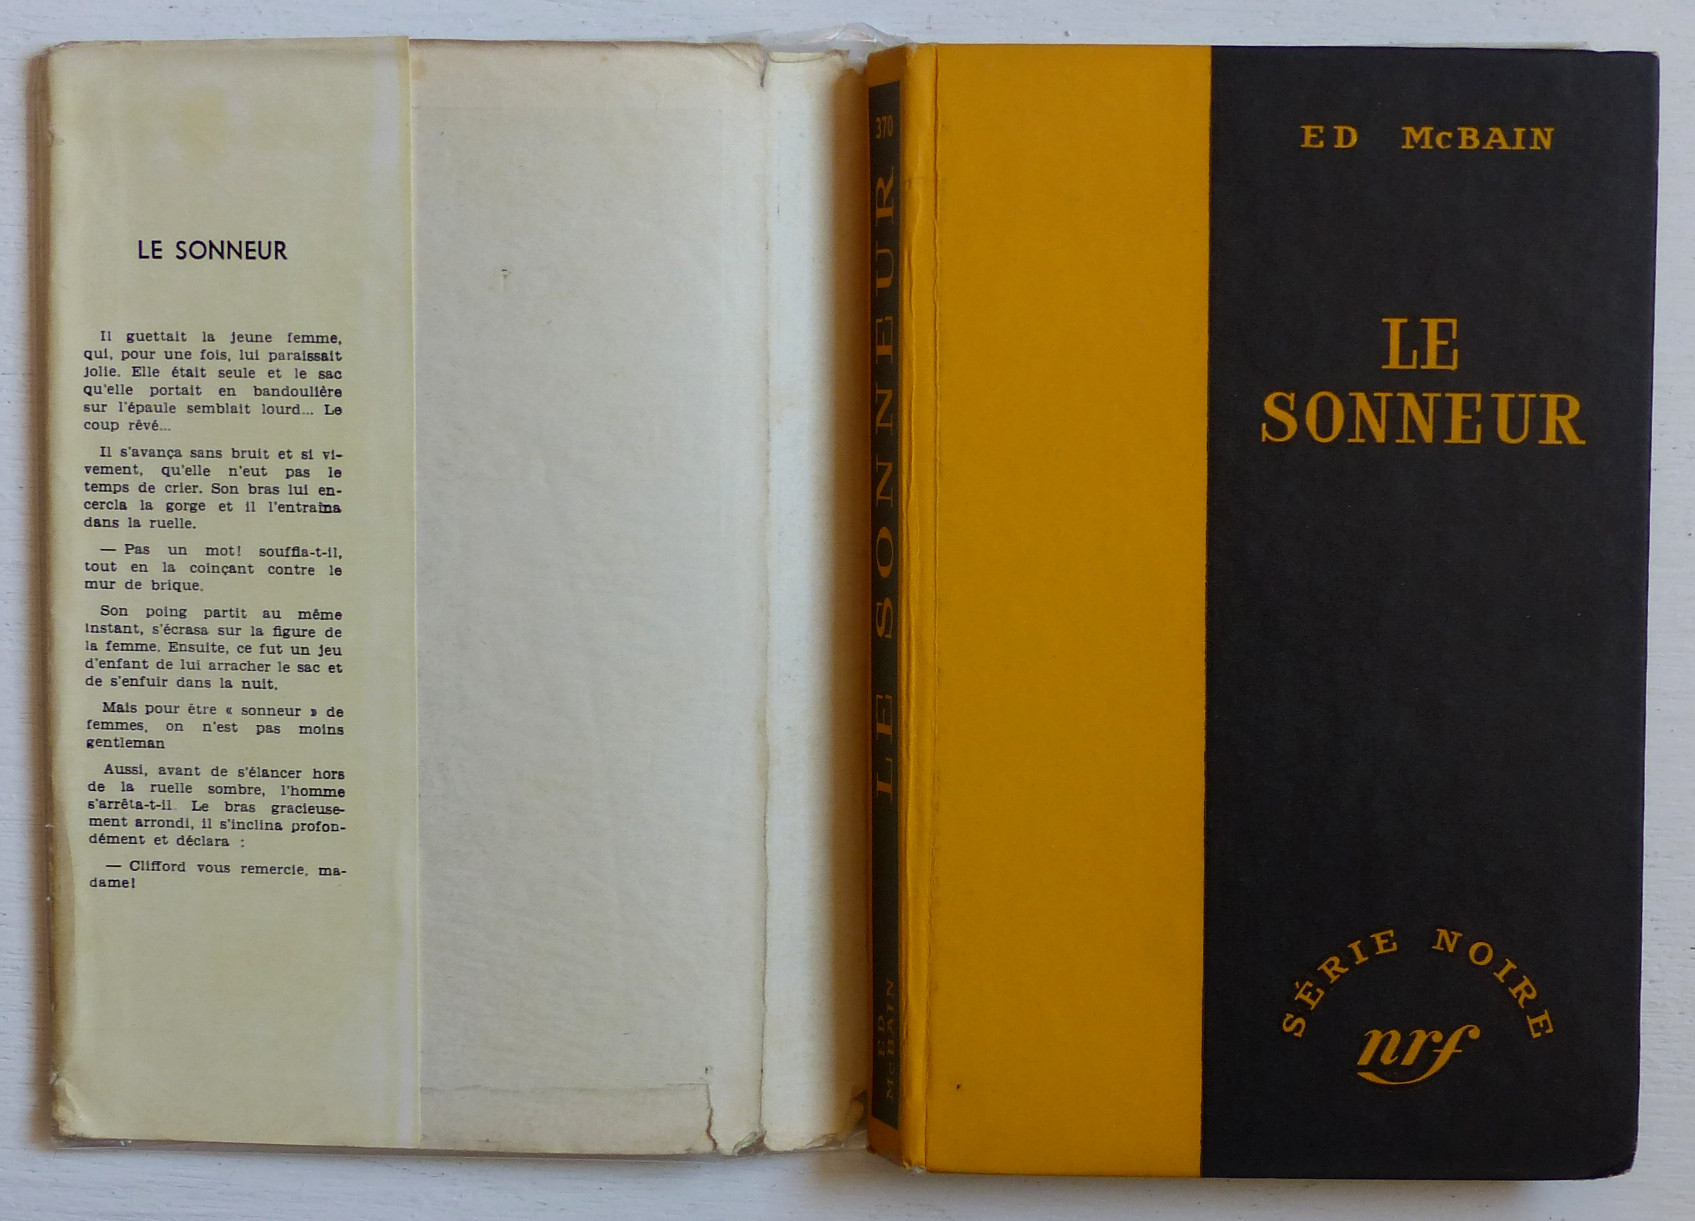 LE SONNEUR
Il guettait la jeune femme,
qui, pour une fois, lui paraissait
jolie. Elle était seule et le sac
qu'elle portait en bandoulière
sur l'épaule semblait lourd... Le
coup rêvé...
Il s'avança sans bruit et si vi-
vement, qu'elle n'eut pas le
temps de crier. Son bras lui en-
cercla la gorge et il l'entraîna
dans la ruelle.
— Pas un mot! souffla-t-il,
tout en la coinçant contre le
mur de brique.
Son poing partit au même
instant, s'écrasa sur la figure de
la femme. Ensuite, ce fut un jeu
d'enfant de lui arracher le sac et
de s'enfuir dans la nuit.
Mais pour être « sonneur » de
femmes, on n'est pas moins
gentleman
Aussi, avant de s'élancer hors
de la ruelle sombre, l'homme
s'arrêta-t-il. Le bras gracieuse-
ment arrondi, il s'inclina profon-
dément et déclara :
— Clifford vous remercie, ma-
dame!
370
LE SONNEUR
ED
McBAIN
ED McBAIN
LE
SONNEUR
SÉRIE NOIRE
nrf